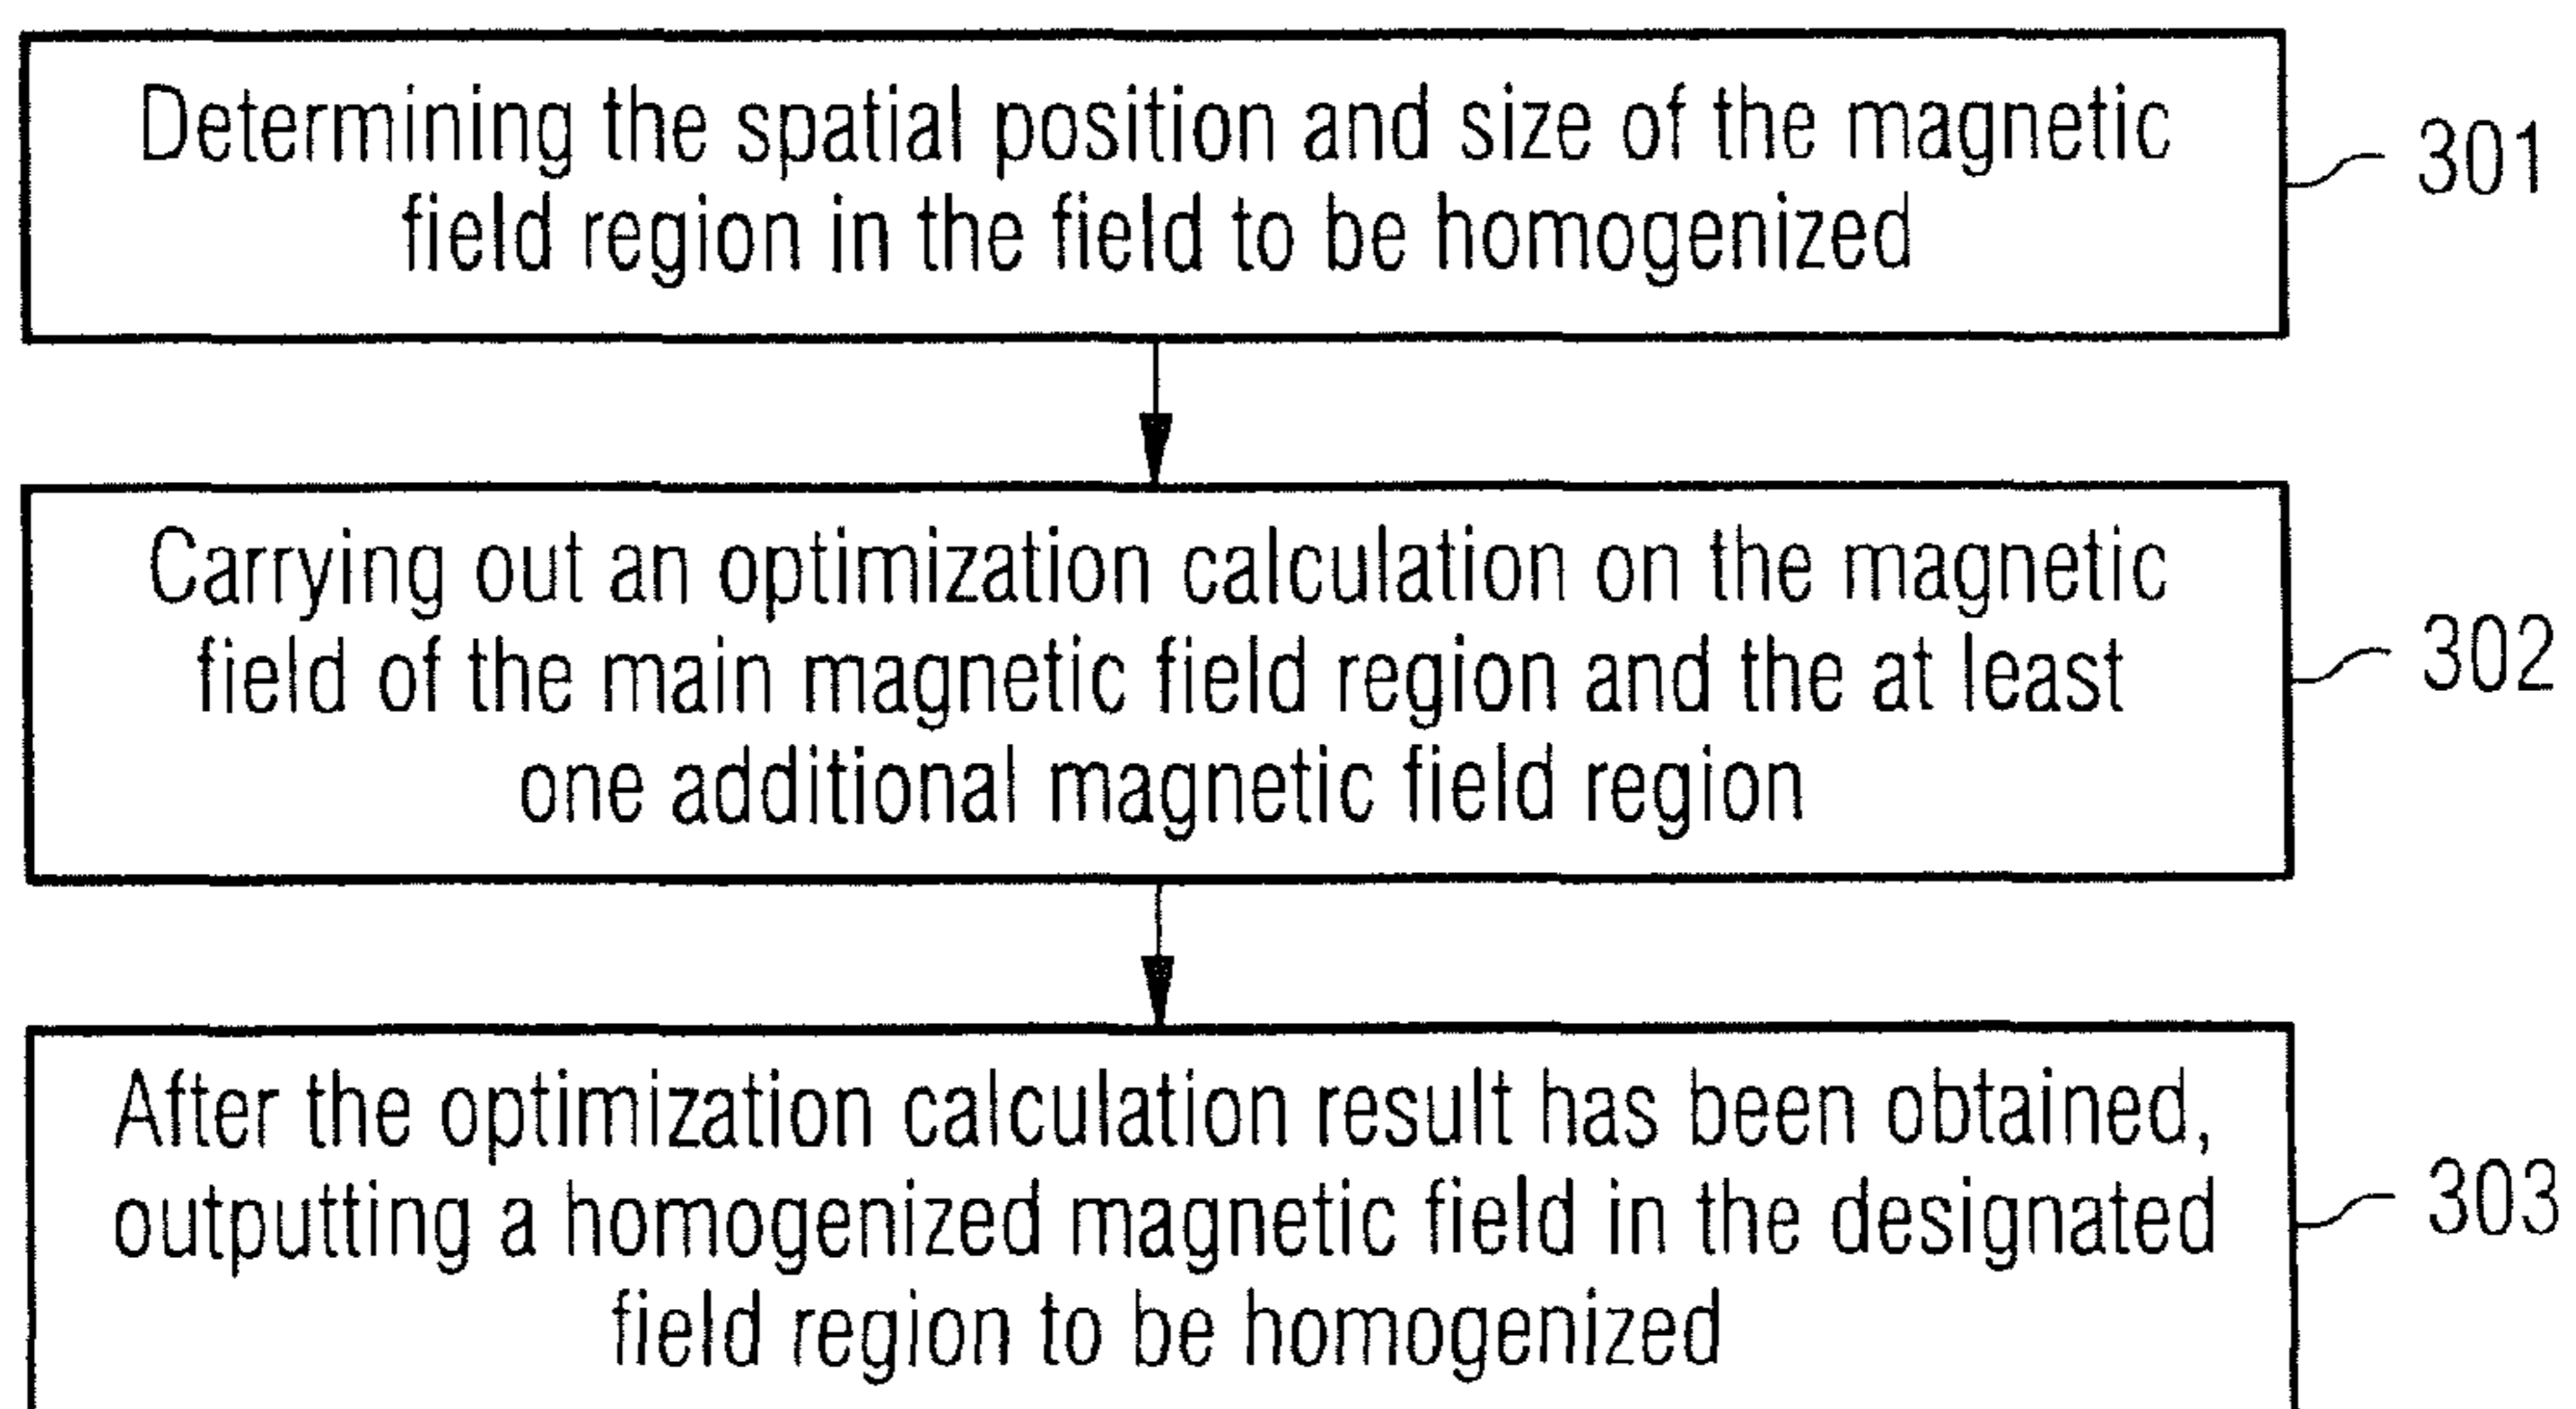 Determining the spatial position and size of the magnetic
field region in the field to be homogenized
301
Carrying out an optimization calculation on the magnetic
field of the main magnetic field region and the at least
one additional magnetic field region
302
After the optimization calculation result has been obtained,
outputting a homogenized magnetic field in the designated
field region to be homogenized
303